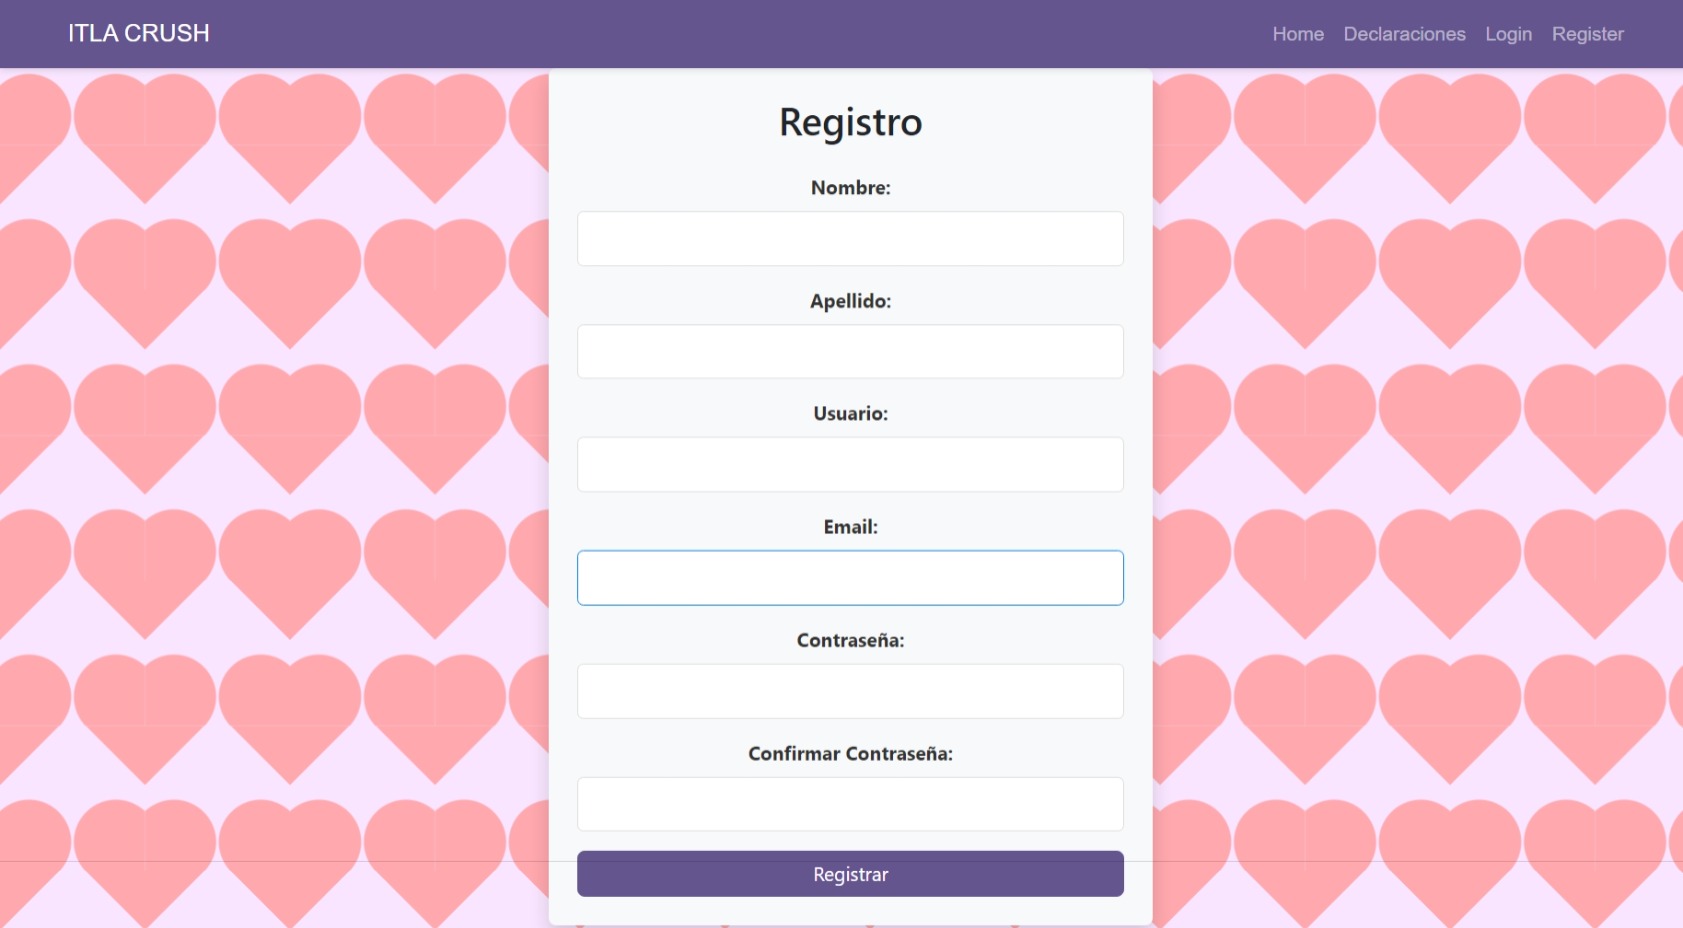 ITLA CRUSH
Home Declaraciones Login Register
Registro
Nombre:
Apellido:
Usuario:
Email:
Contraseña:
Confirmar Contraseña:
Registrar